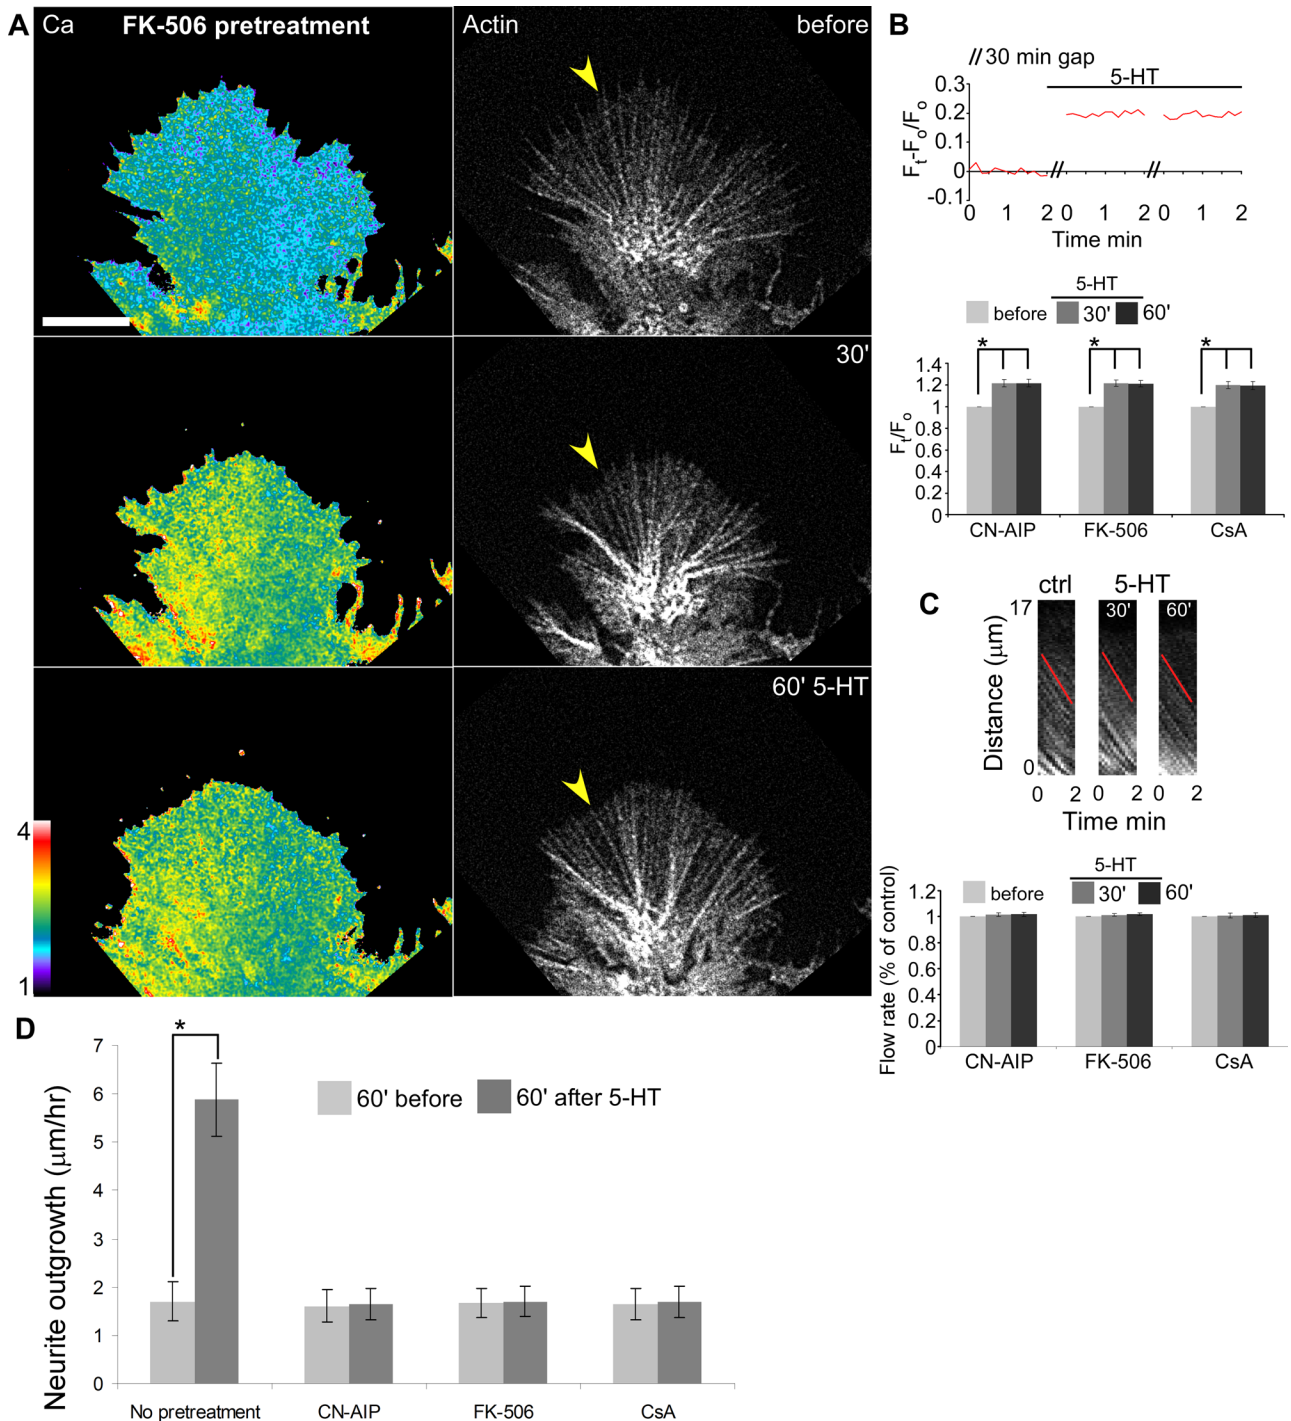 A
Ca
FK-506 pretreatment
Actin
before
30'
60' 5-HT
4
1
B
//30 min gap
5-HT
0.3
0.2
0.1
0
-0.1
Ft-Fo/Fo
0 1 2 0 1 2 0 1 2
Time min
5-HT
before 30' 60'
* * *
1.4
1.2
1
0.8
0.6
0.4
0.2
0
Ft/Fo
CN-AIP FK-506 CsA
C
ctrl 5-HT
17
30' 60'
Distance (μm)
0
0 2 0 2 0 2
Time min
5-HT
before 30' 60'
1.2
1
0.8
0.6
0.4
0.2
0
Flow rate (% of control)
CN-AIP FK-506 CsA
D
*
7
6
5
4
3
2
1
0
Neurite outgrowth (μm/hr)
60' before 60' after 5-HT
No pretreatment CN-AIP FK-506 CsA